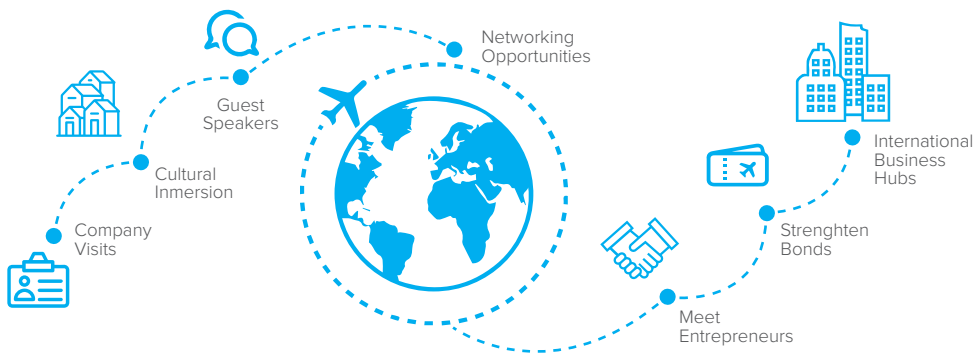 Company
Visits
Cultural
Inmersion
Guest
Speakers
Networking
Opportunities
Meet
Entrepreneurs
Strenghten
Bonds
International
Business
Hubs